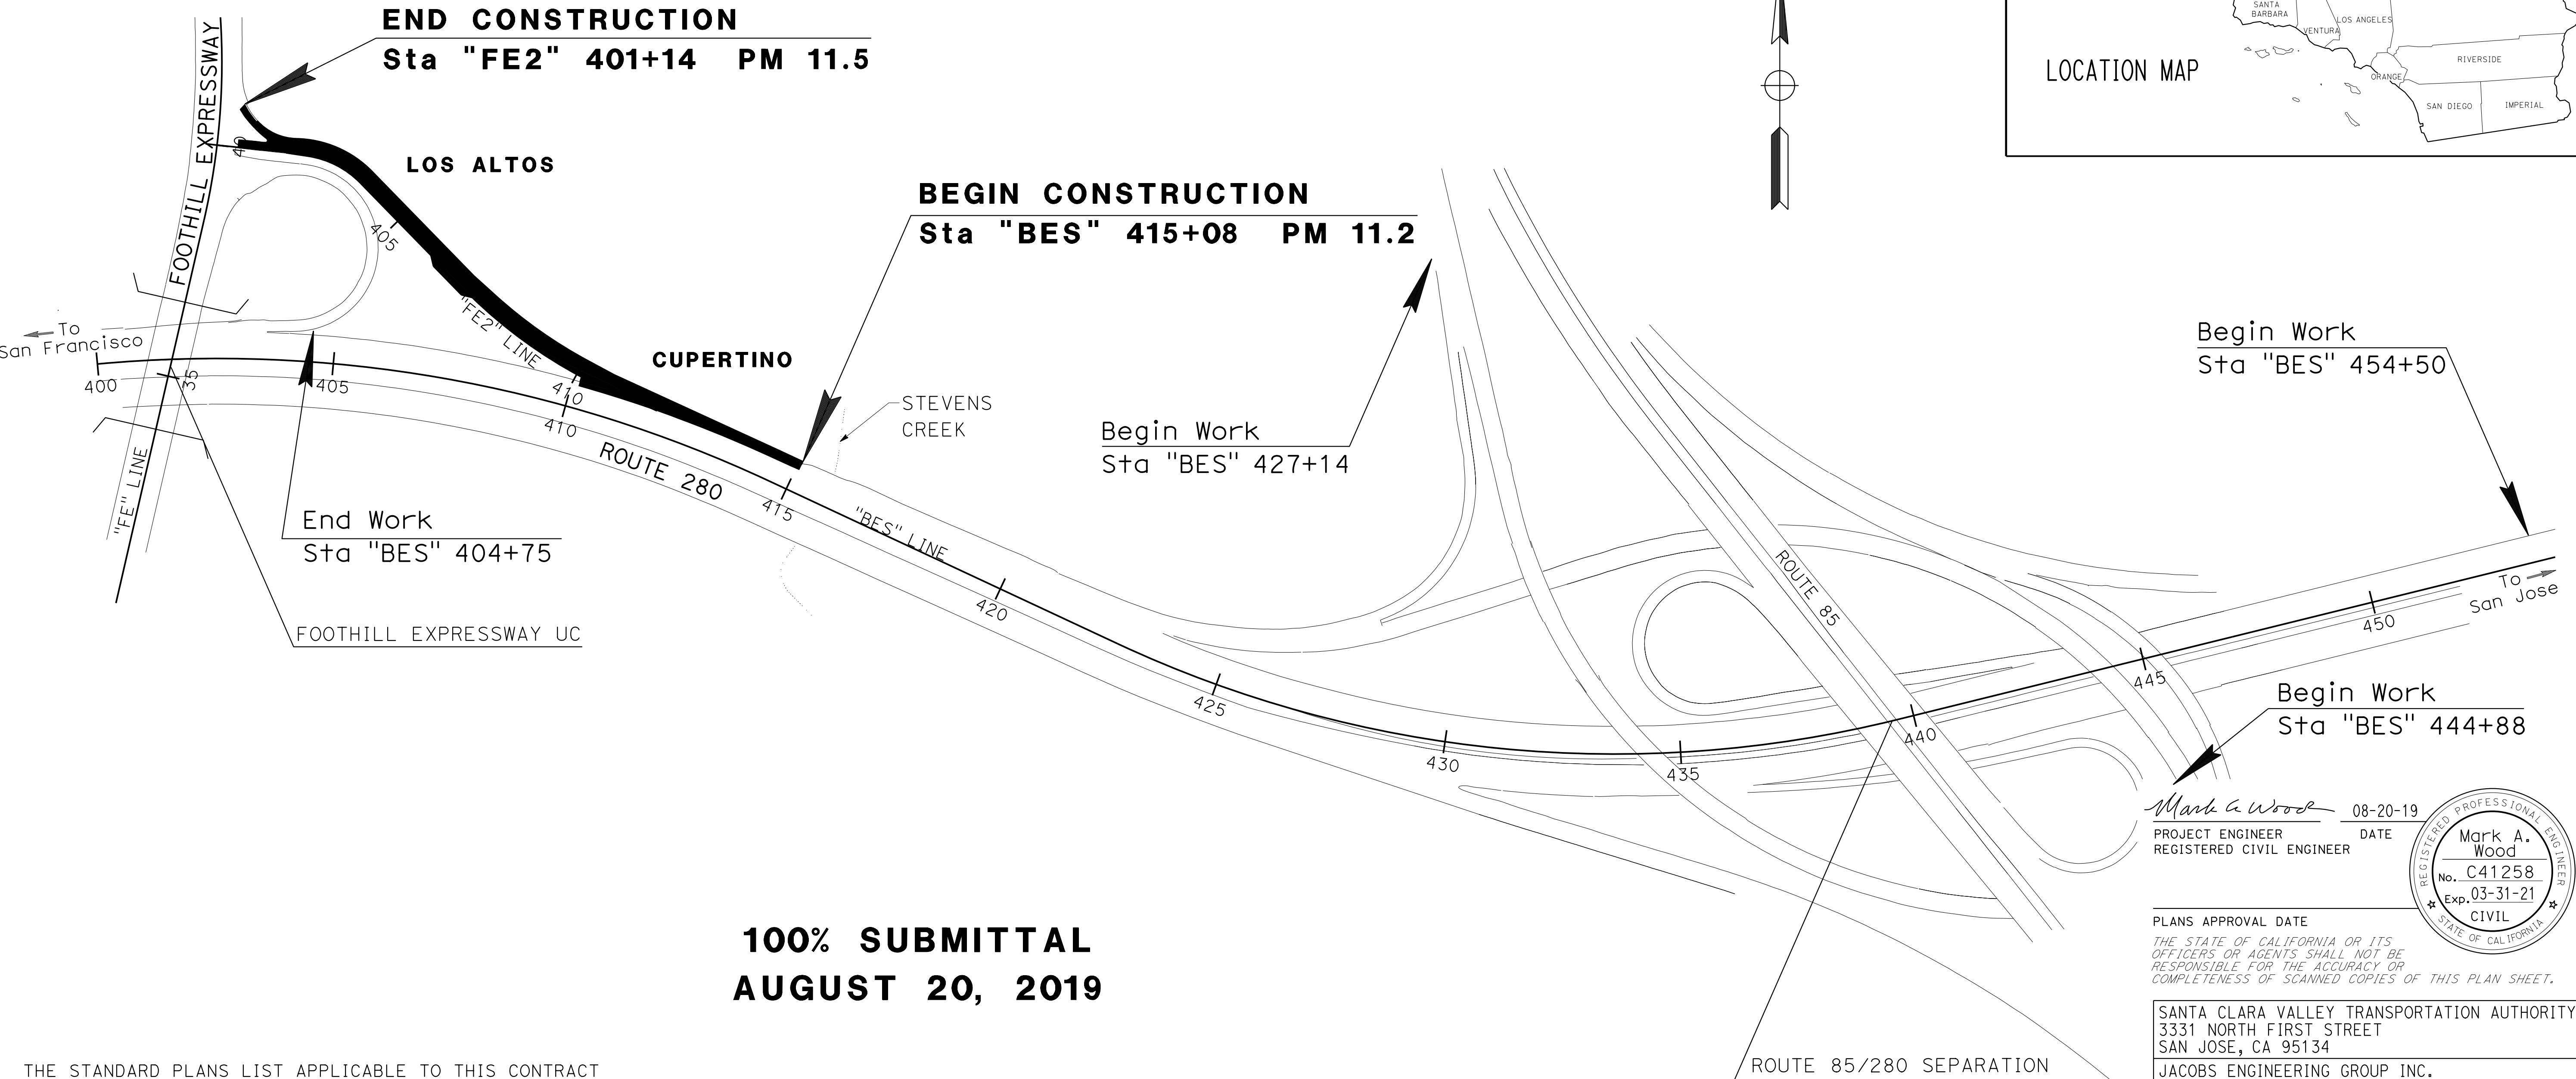 END CONSTRUCTION
Sta "FE2" 401+14 PM 11.5
SANTA
BARBARA
VENTURA
LOS ANGELES
ORANGE
RIVERSIDE
SAN DIEGO
IMPERIAL
LOCATION MAP
FOOTHILL EXPRESSWAY
40
LOS ALTOS
405
BEGIN CONSTRUCTION
Sta "BES" 415+08 PM 11.2
"FE2" LINE
410
CUPERTINO
To
San Francisco
400
35
405
410
ROUTE 280
415
STEVENS
CREEK
Begin Work
Sta "BES" 427+14
Begin Work
Sta "BES" 454+50
"FE" LINE
End Work
Sta "BES" 404+75
FOOTHILL EXPRESSWAY UC
"BES" LINE
420
425
430
435
440
445
450
ROUTE 85
To
San Jose
Begin Work
Sta "BES" 444+88
Mark A Wood
08-20-19
PROJECT ENGINEER
DATE
REGISTERED CIVIL ENGINEER
REGISTERED PROFESSIONAL ENGINEER
Mark A.
Wood
No. C41258
Exp. 03-31-21
CIVIL
STATE OF CALIFORNIA
PLANS APPROVAL DATE
THE STATE OF CALIFORNIA OR ITS
OFFICERS OR AGENTS SHALL NOT BE
RESPONSIBLE FOR THE ACCURACY OR
COMPLETENESS OF SCANNED COPIES OF THIS PLAN SHEET.
SANTA CLARA VALLEY TRANSPORTATION AUTHORITY
3331 NORTH FIRST STREET
SAN JOSE, CA 95134
JACOBS ENGINEERING GROUP INC.
100% SUBMITTAL
AUGUST 20, 2019
ROUTE 85/280 SEPARATION
THE STANDARD PLANS LIST APPLICABLE TO THIS CONTRACT